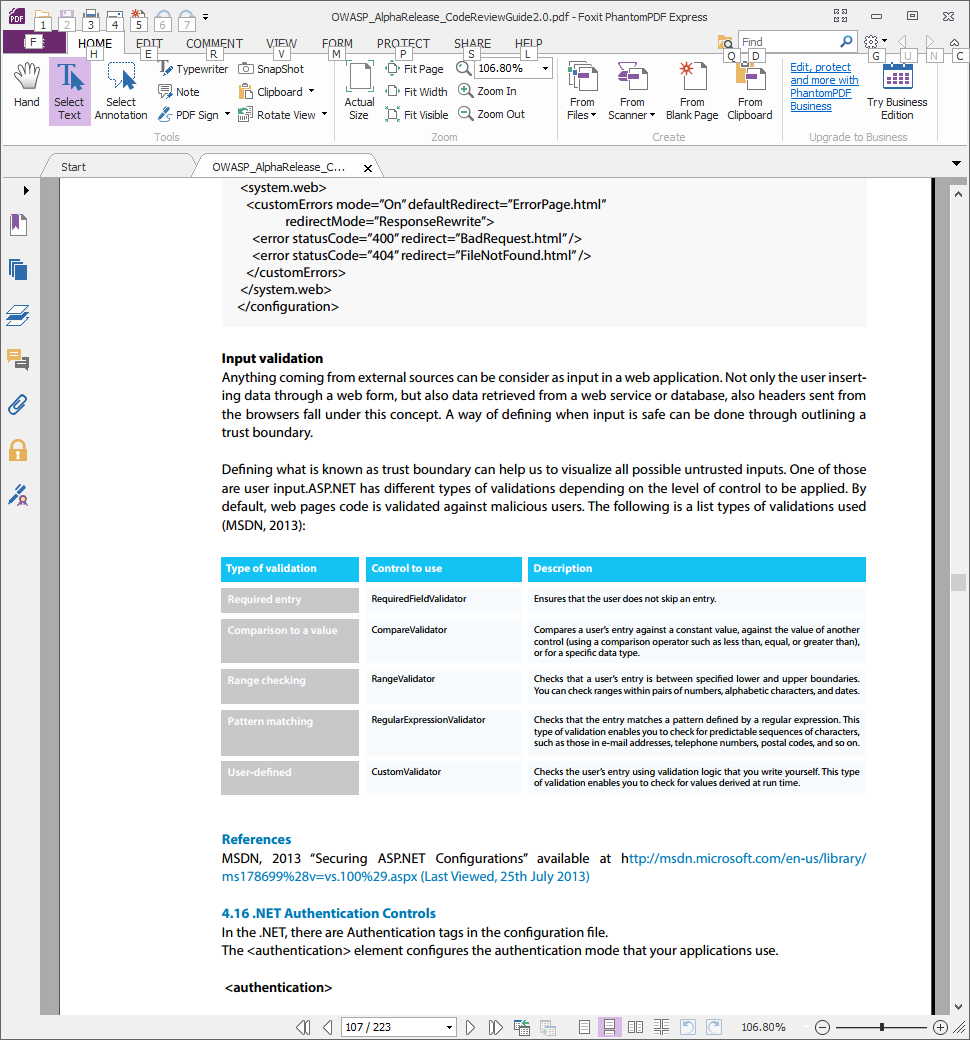 OWASP_AlphaRelease_CodeReviewGuide2.0.pdf - Foxit PhantomPDF Express
PDF
1 2 3 4 5 6 7
F
HOME EDIT COMMENT VIEW FORM PROTECT SHARE HELP
Find
H E R V M P S L Q D G U N C
Hand
Select
Text
Select
Annotation
Typewriter
Note
PDF Sign
SnapShot
Clipboard
Rotate View
Tools
Actual
Size
Fit Page
Fit Width
Fit Visible
106.80%
Zoom In
Zoom Out
Zoom
From
Files
From
Scanner
From
Blank Page
From
Clipboard
Create
Edit, protect
and more with
PhantomPDF
Business
Try Business
Edition
Upgrade to Business
Start
OWASP_AlphaRelease_C...
<system.web>
<customErrors mode=”On” defaultRedirect=”ErrorPage.html”
redirectMode=”ResponseRewrite”>
<error statusCode=”400” redirect=”BadRequest.html” />
<error statusCode=”404” redirect=”FileNotFound.html” />
</customErrors>
</system.web>
</configuration>
Input validation
Anything coming from external sources can be consider as input in a web application. Not only the user insert-
ing data through a web form, but also data retrieved from a web service or database, also headers sent from
the browsers fall under this concept. A way of defining when input is safe can be done through outlining a
trust boundary.
Defining what is known as trust boundary can help us to visualize all possible untrusted inputs. One of those
are user input.ASP.NET has different types of validations depending on the level of control to be applied. By
default, web pages code is validated against malicious users. The following is a list types of validations used
(MSDN, 2013):
Type of validation Control to use Description
Required entry RequiredFieldValidator Ensures that the user does not skip an entry.
Comparison to a value CompareValidator Compares a user’s entry against a constant value, against the value of another
control (using a comparison operator such as less than, equal, or greater than),
or for a specific data type.
Range checking RangeValidator Checks that a user’s entry is between specified lower and upper boundaries.
You can check ranges within pairs of numbers, alphabetic characters, and dates.
Pattern matching RegularExpressionValidator Checks that the entry matches a pattern defined by a regular expression. This
type of validation enables you to check for predictable sequences of characters,
such as those in e-mail addresses, telephone numbers, postal codes, and so on.
User-defined CustomValidator Checks the user’s entry using validation logic that you write yourself. This type
of validation enables you to check for values derived at run time.
References
MSDN, 2013 “Securing ASP.NET Configurations” available at http://msdn.microsoft.com/en-us/library/
ms178699%28v=vs.100%29.aspx (Last Viewed, 25th July 2013)
4.16 .NET Authentication Controls
In the .NET, there are Authentication tags in the configuration file.
The <authentication> element configures the authentication mode that your applications use.
<authentication>
107 / 223
106.80%